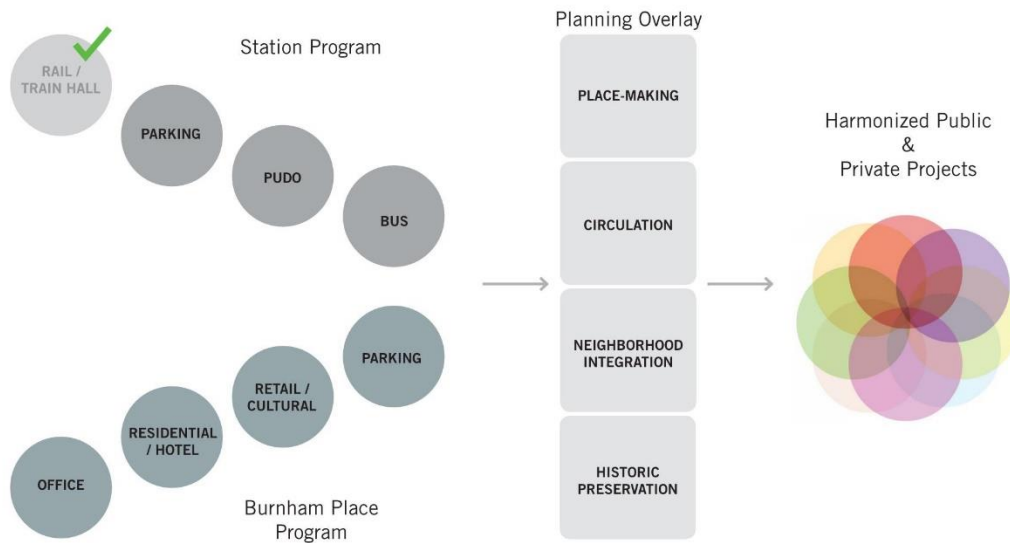 Station Program
RAIL /
TRAIN HALL
PARKING
PUDO
BUS
PARKING
RETAIL /
CULTURAL
RESIDENTIAL
/ HOTEL
OFFICE
Burnham Place
Program
Planning Overlay
PLACE-MAKING
CIRCULATION
NEIGHBORHOOD
INTEGRATION
HISTORIC
PRESERVATION
Harmonized Public
&
Private Projects